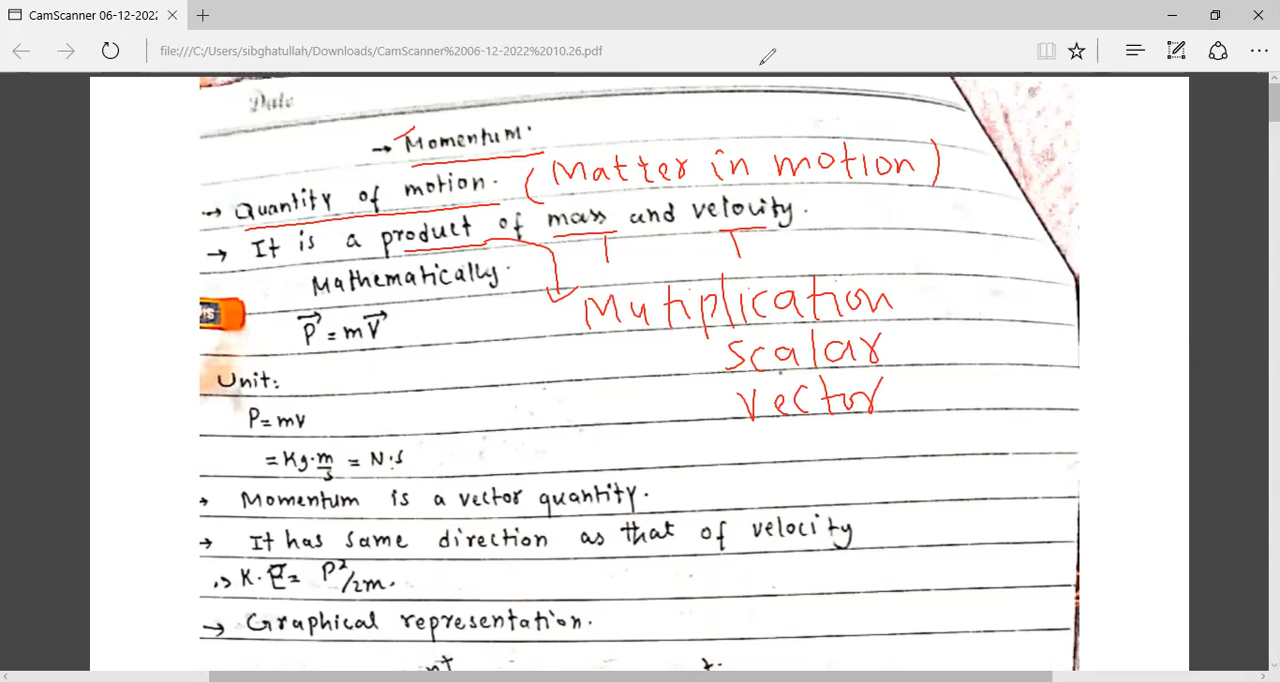 CamScanner 06-12-202
file:///C:/Users/sibghatullah/Downloads/CamScanner%2006-12-2022%2010.26.pdf
Date
→ Momentum.
→ Quantity of motion. (Matter in motion)
→ It is a product of mass and velocity.
Mathematically.
Mutiplication
P = mV
scalar
Unit:
vector
P = mv
= Kg.m/s = N.s
→ Momentum is a vector quantity.
→ It has same direction as that of velocity
K.E = P²/2m.
→ Graphical representation.